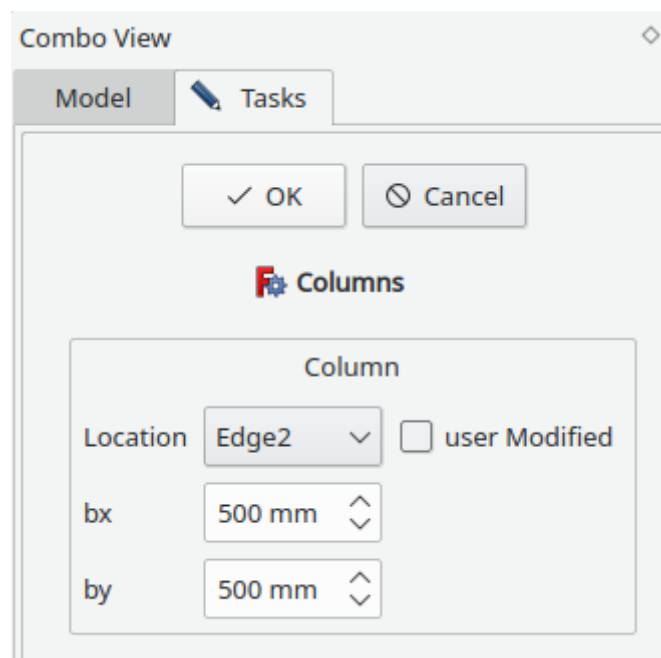 Combo View
Model Tasks
OK Cancel
Columns
Column
Location Edge2 user Modified
bx 500 mm
by 500 mm